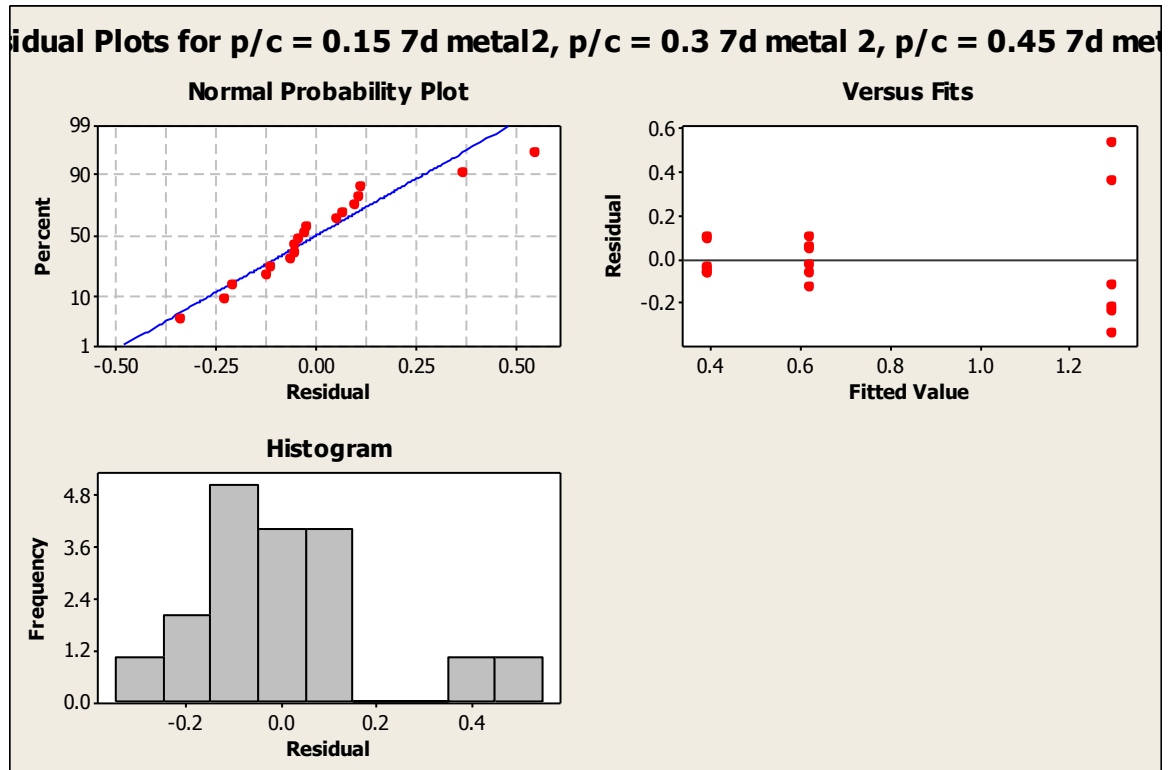 sidual Plots for p/c = 0.15 7d metal2, p/c = 0.3 7d metal 2, p/c = 0.45 7d met
Normal Probability Plot
99
90
50
10
1
Percent
-0.50 -0.25 0.00 0.25 0.50
Residual
Versus Fits
0.6
0.4
0.2
0.0
-0.2
Residual
0.4 0.6 0.8 1.0 1.2
Fitted Value
Histogram
4.8
3.6
2.4
1.2
0.0
Frequency
-0.2 0.0 0.2 0.4
Residual